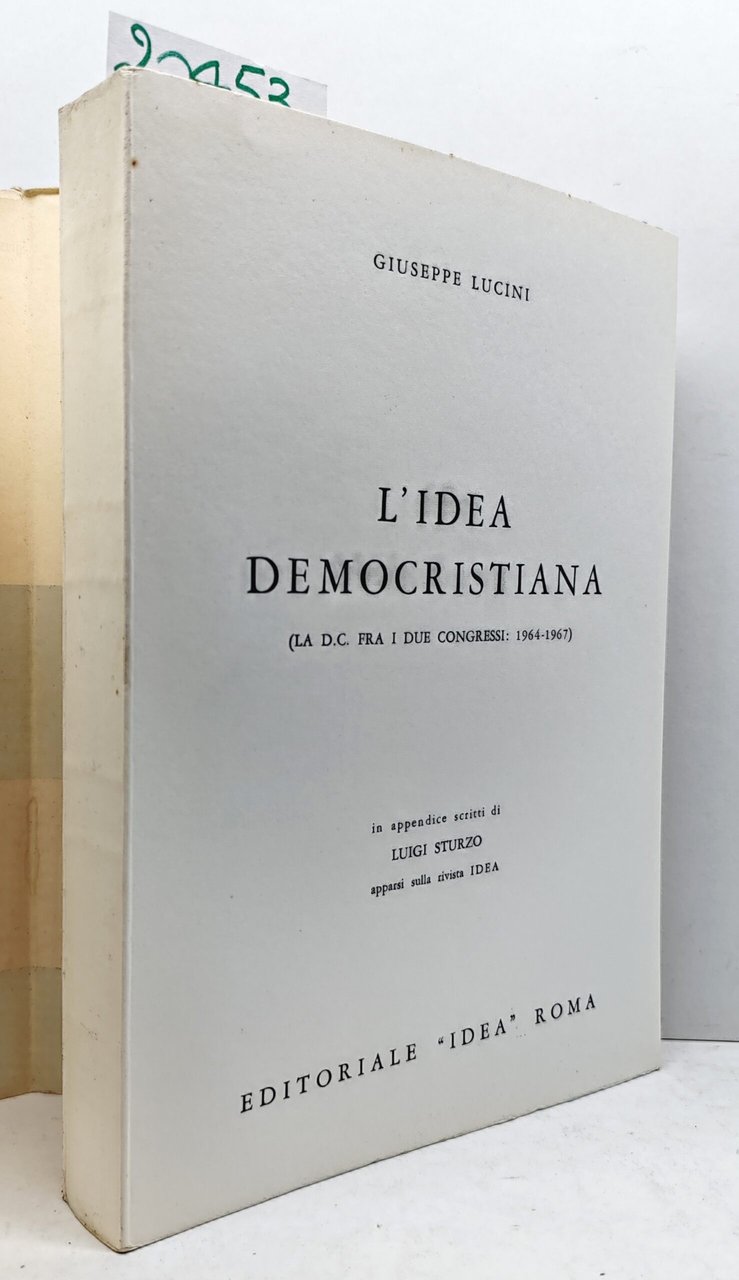 GIUSEPPE LUCINI
L'IDEA
DEMOCRISTIANA
(LA D.C. FRA I DUE CONGRESSI: 1964-1967)
in appendice scritti di
LUIGI STURZO
apparsi sulla rivista IDEA
EDITORIALE "IDEA" ROMA